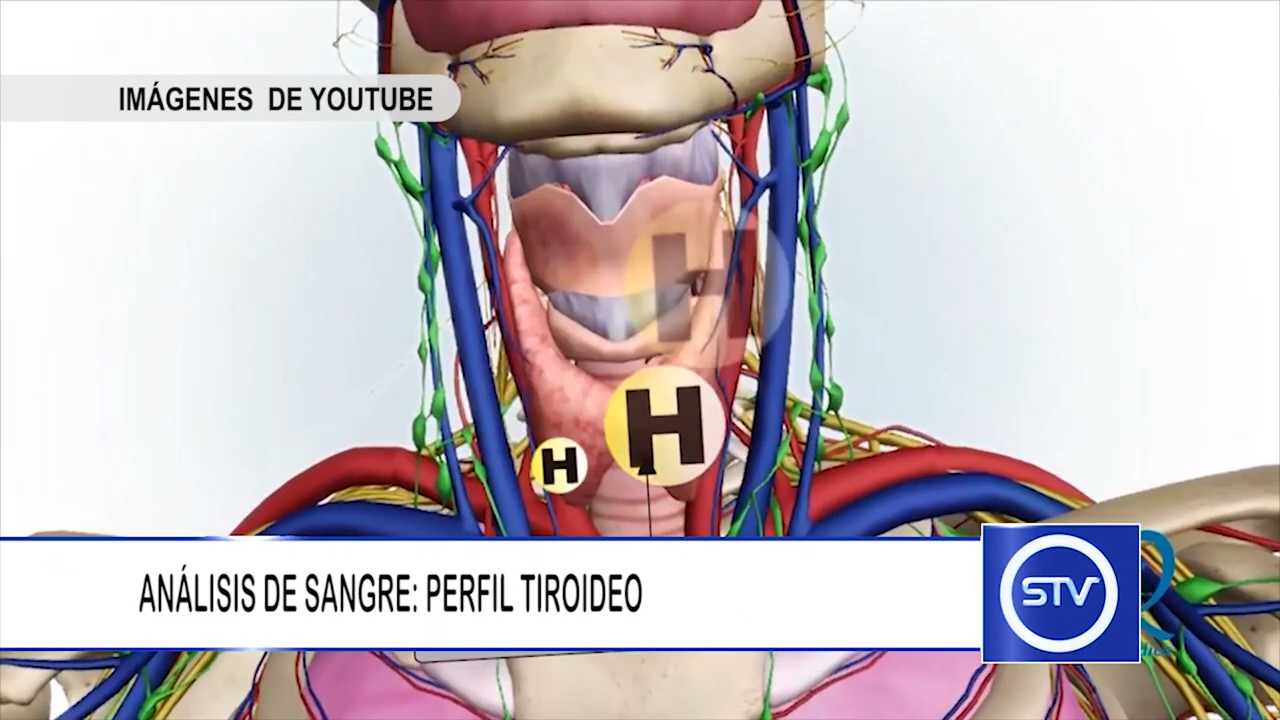 IMÁGENES DE YOUTUBE
H
H
H
ANÁLISIS DE SANGRE: PERFIL TIROIDEO
STV